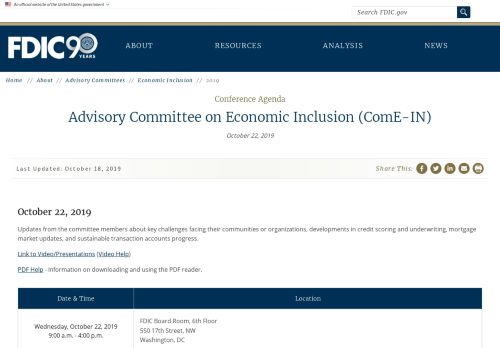 An official website of the United States government
Search FDIC.gov
FDIC 90 YEARS
ABOUT RESOURCES ANALYSIS NEWS
Home // About // Advisory Committees // Economic Inclusion // 2019
Conference Agenda
Advisory Committee on Economic Inclusion (ComE-IN)
October 22, 2019
Last Updated: October 18, 2019
Share This:
October 22, 2019
Updates from the committee members about key challenges facing their communities or organizations, developments in credit scoring and underwriting, mortgage
market updates, and sustainable transaction accounts progress.
Link to Video/Presentations (Video Help)
PDF Help - Information on downloading and using the PDF reader.
Date & Time Location
Wednesday, October 22, 2019
9:00 a.m. - 4:00 p.m.
FDIC Board Room, 6th Floor
550 17th Street, NW
Washington, DC